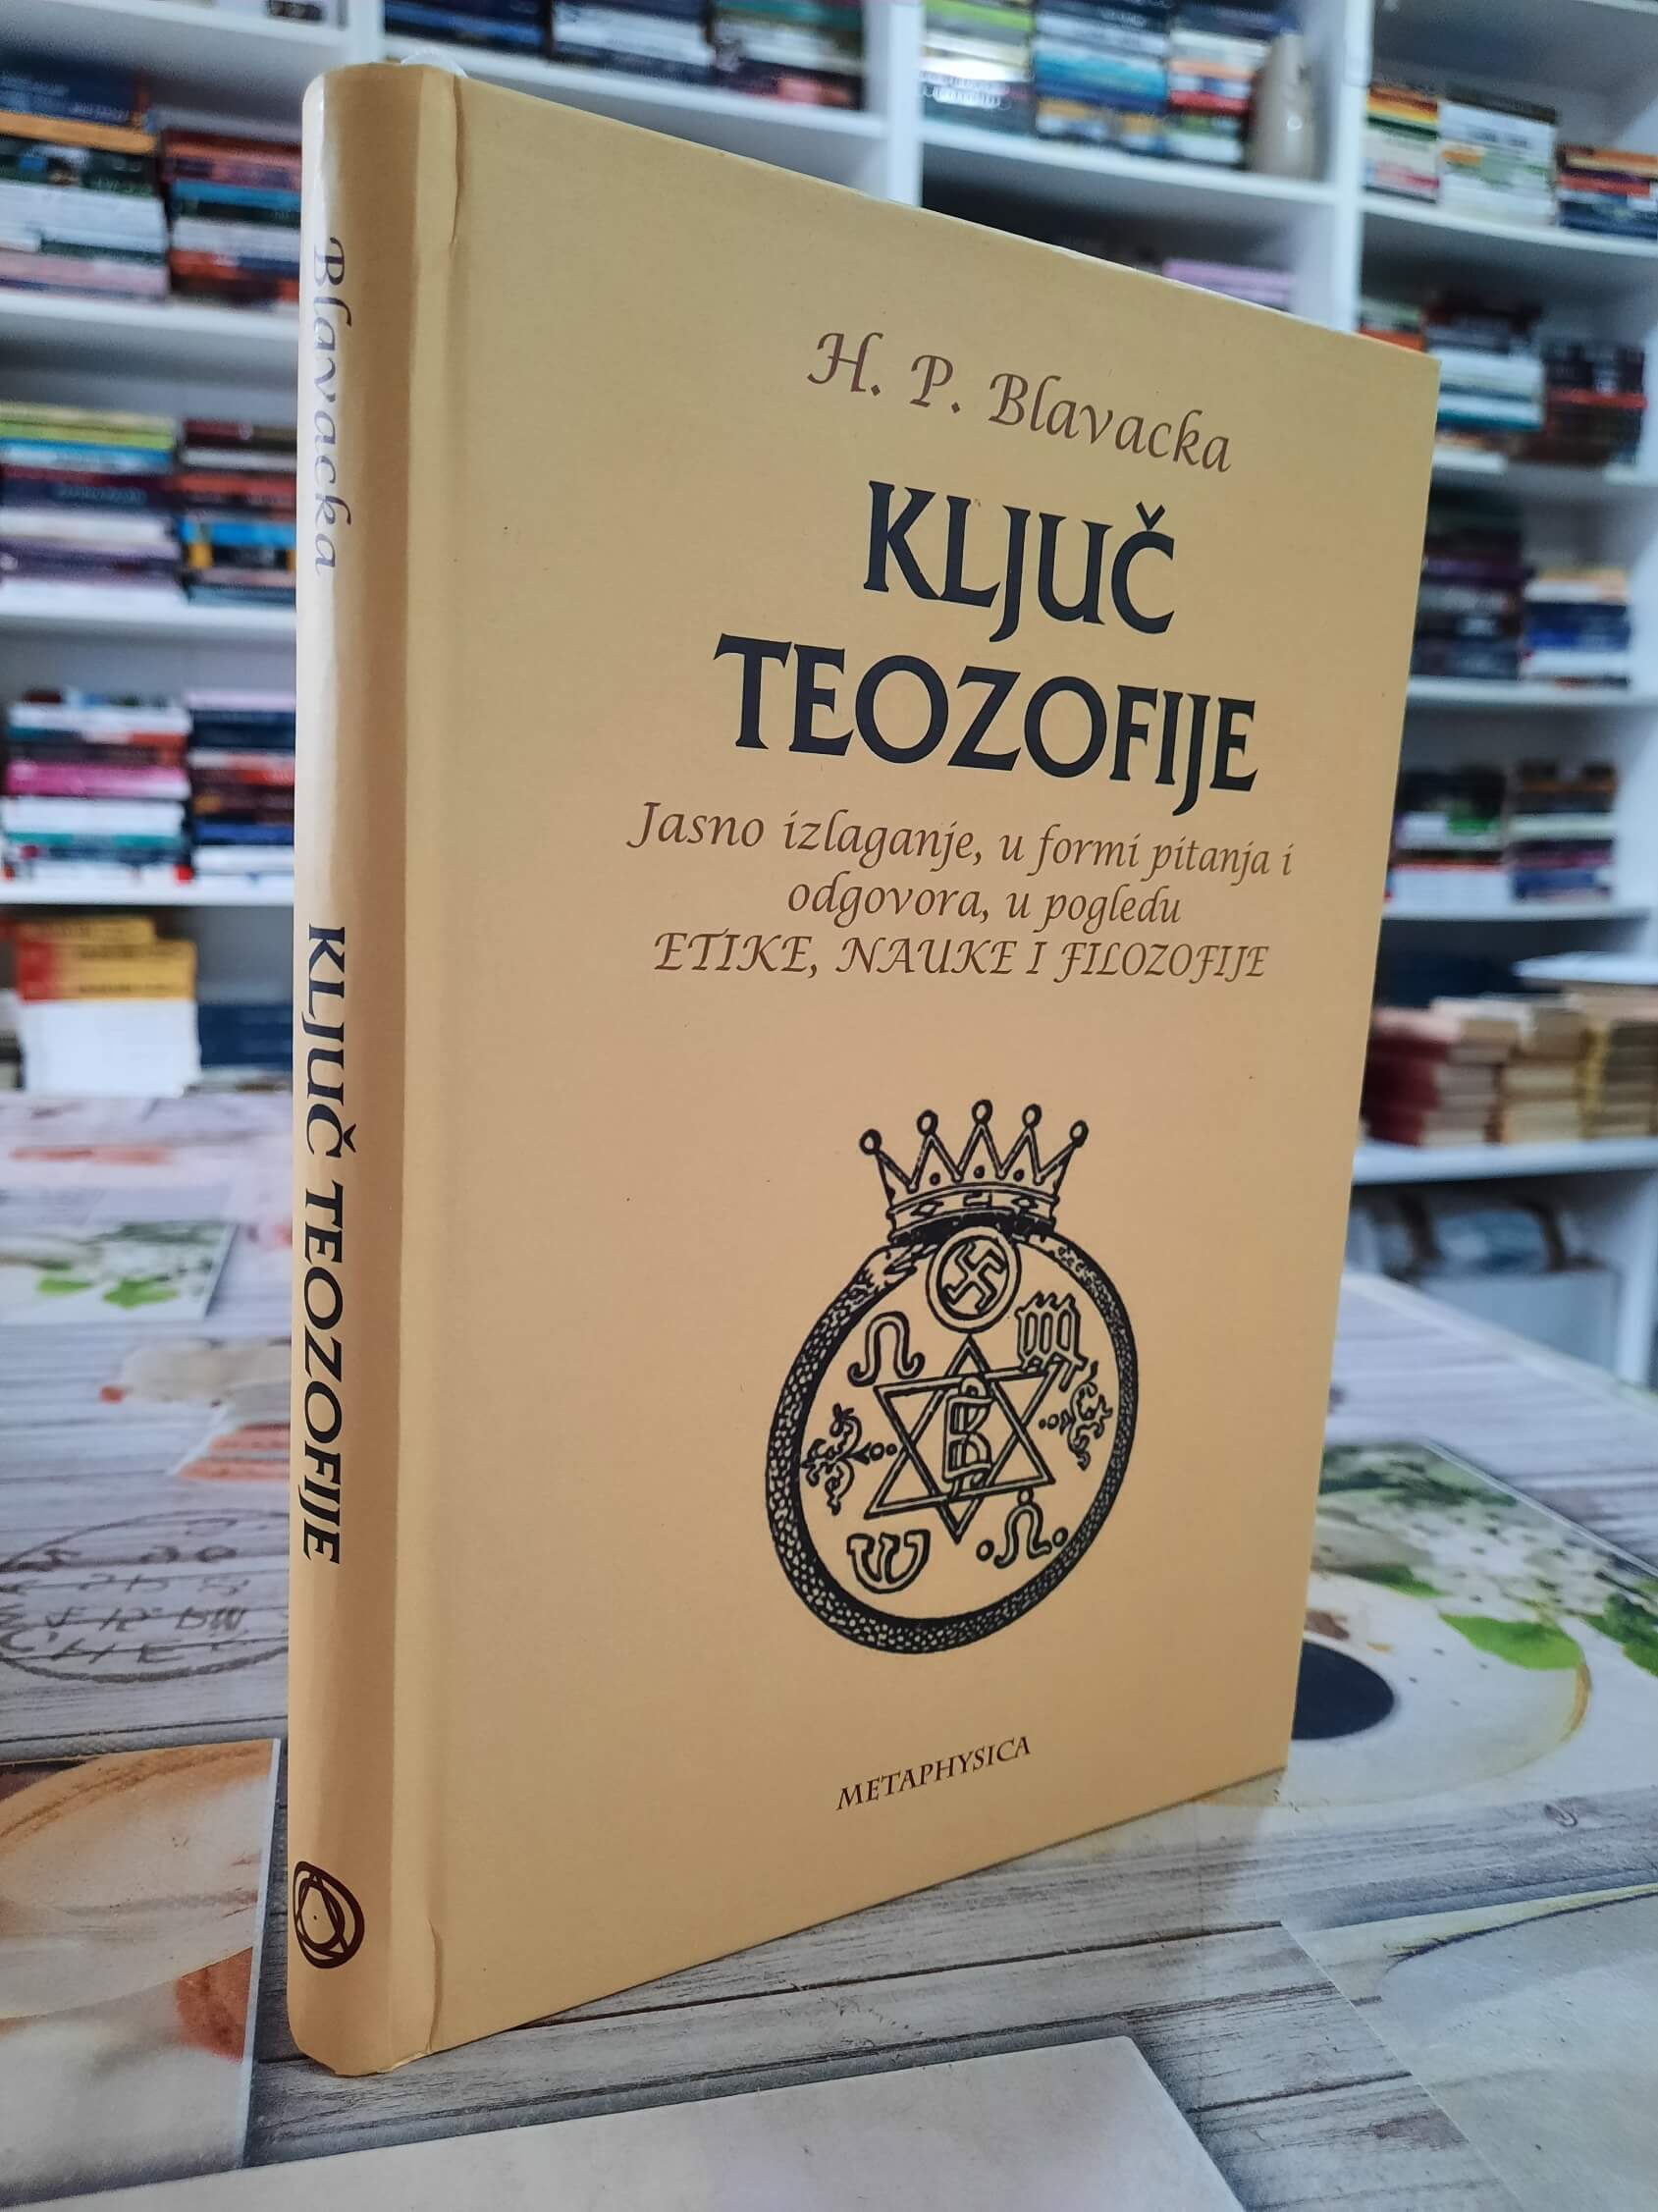 Blavacka KLJUČ TEOZOFIJE
H. P. Blavacka
KLJUČ
TEOZOFIJE
Jasno izlaganje, u formi pitanja i
odgovora, u pogledu
ETIKE, NAUKE I FILOZOFIJE
METAPHYSICA